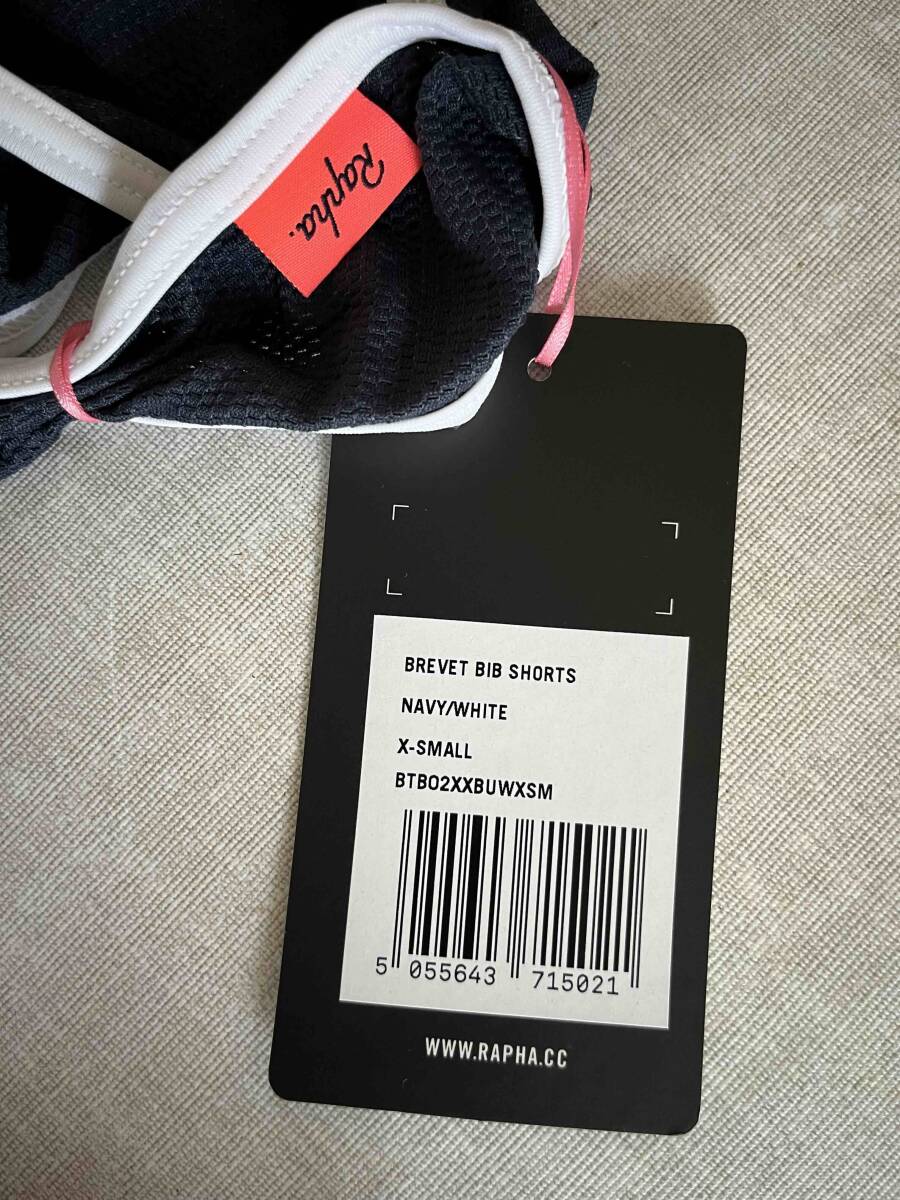 Rapha.
BREVET BIB SHORTS
NAVY/WHITE
X-SMALL
BTB02XXBUWXSM
5 055643 715021
WWW.RAPHA.CC